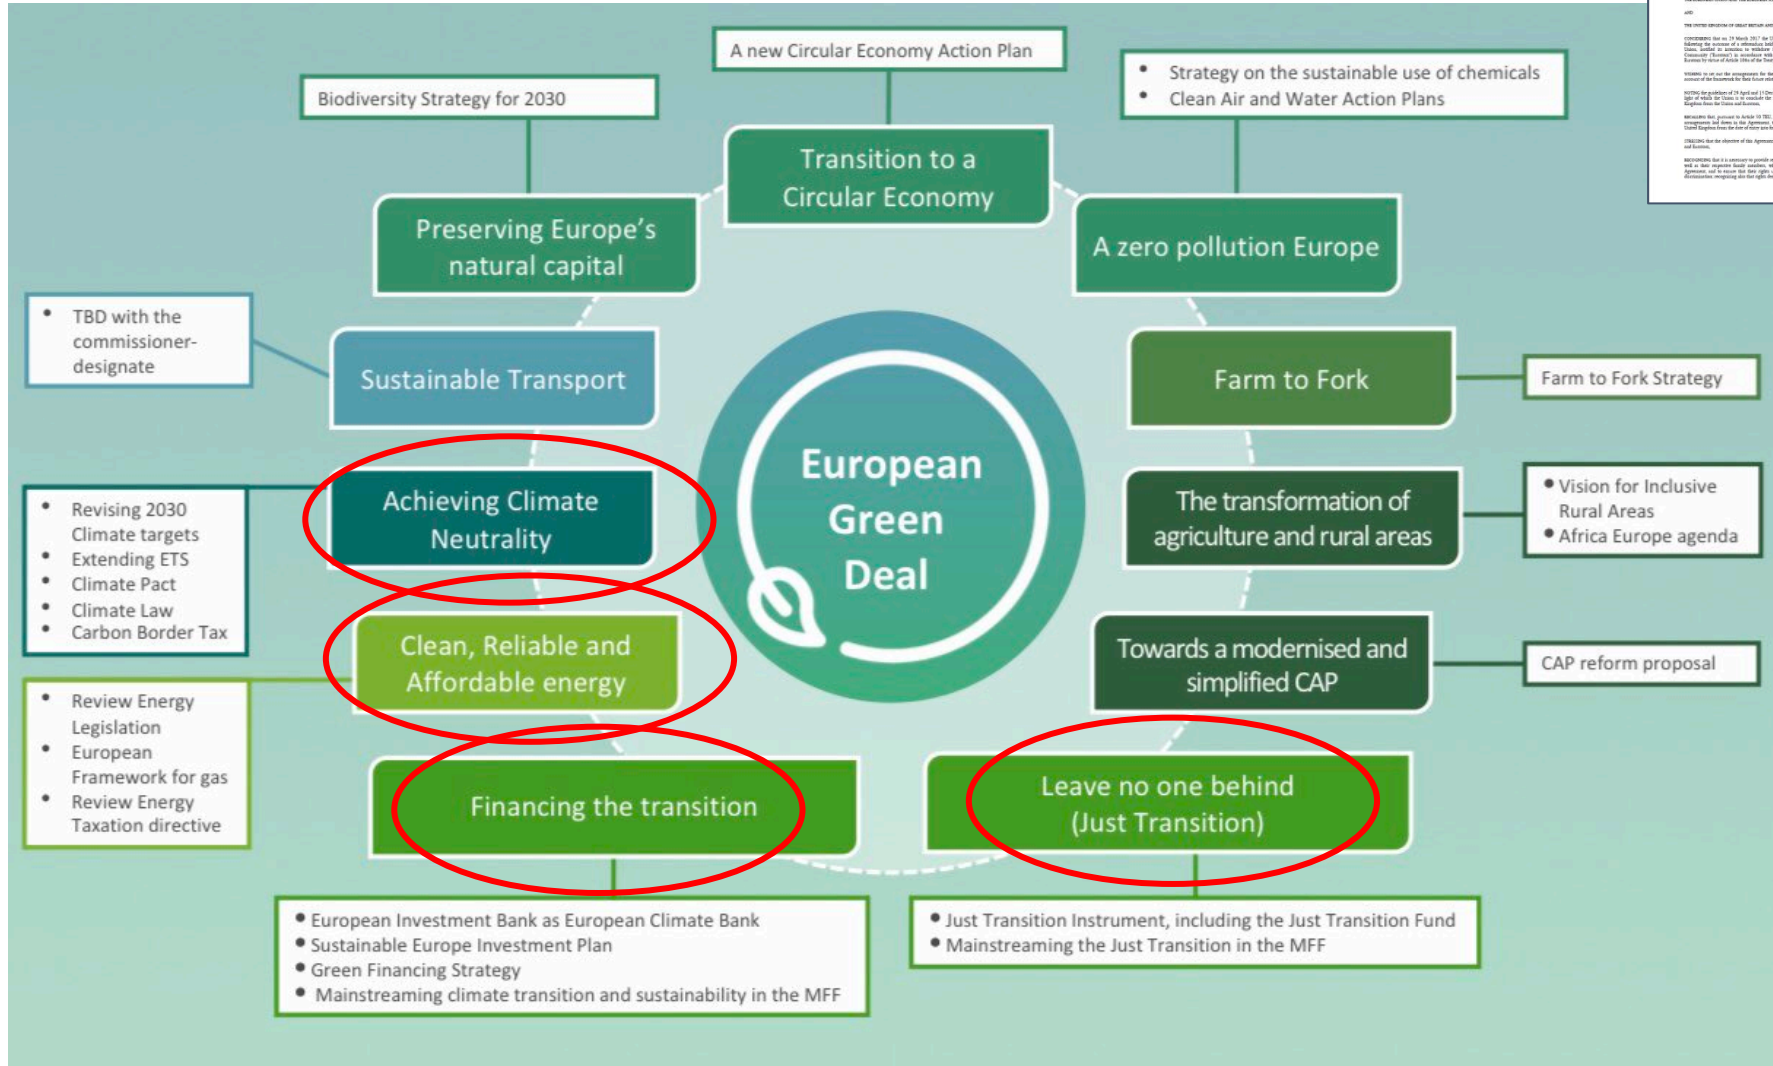 A new Circular Economy Action Plan
Biodiversity Strategy for 2030
• Strategy on the sustainable use of chemicals
• Clean Air and Water Action Plans
Transition to a
Circular Economy
Preserving Europe's
natural capital
A zero pollution Europe
• TBD with the
commissioner-
designate
Sustainable Transport
Farm to Fork
Farm to Fork Strategy
European
Green
Deal
Achieving Climate
Neutrality
• Revising 2030
Climate targets
• Extending ETS
• Climate Pact
• Climate Law
• Carbon Border Tax
The transformation of
agriculture and rural areas
• Vision for Inclusive
Rural Areas
• Africa Europe agenda
Clean, Reliable and
Affordable energy
• Review Energy
Legislation
• European
Framework for gas
• Review Energy
Taxation directive
Towards a modernised and
simplified CAP
CAP reform proposal
Financing the transition
Leave no one behind
(Just Transition)
• European Investment Bank as European Climate Bank
• Sustainable Europe Investment Plan
• Green Financing Strategy
• Mainstreaming climate transition and sustainability in the MFF
• Just Transition Instrument, including the Just Transition Fund
• Mainstreaming the Just Transition in the MFF
AND